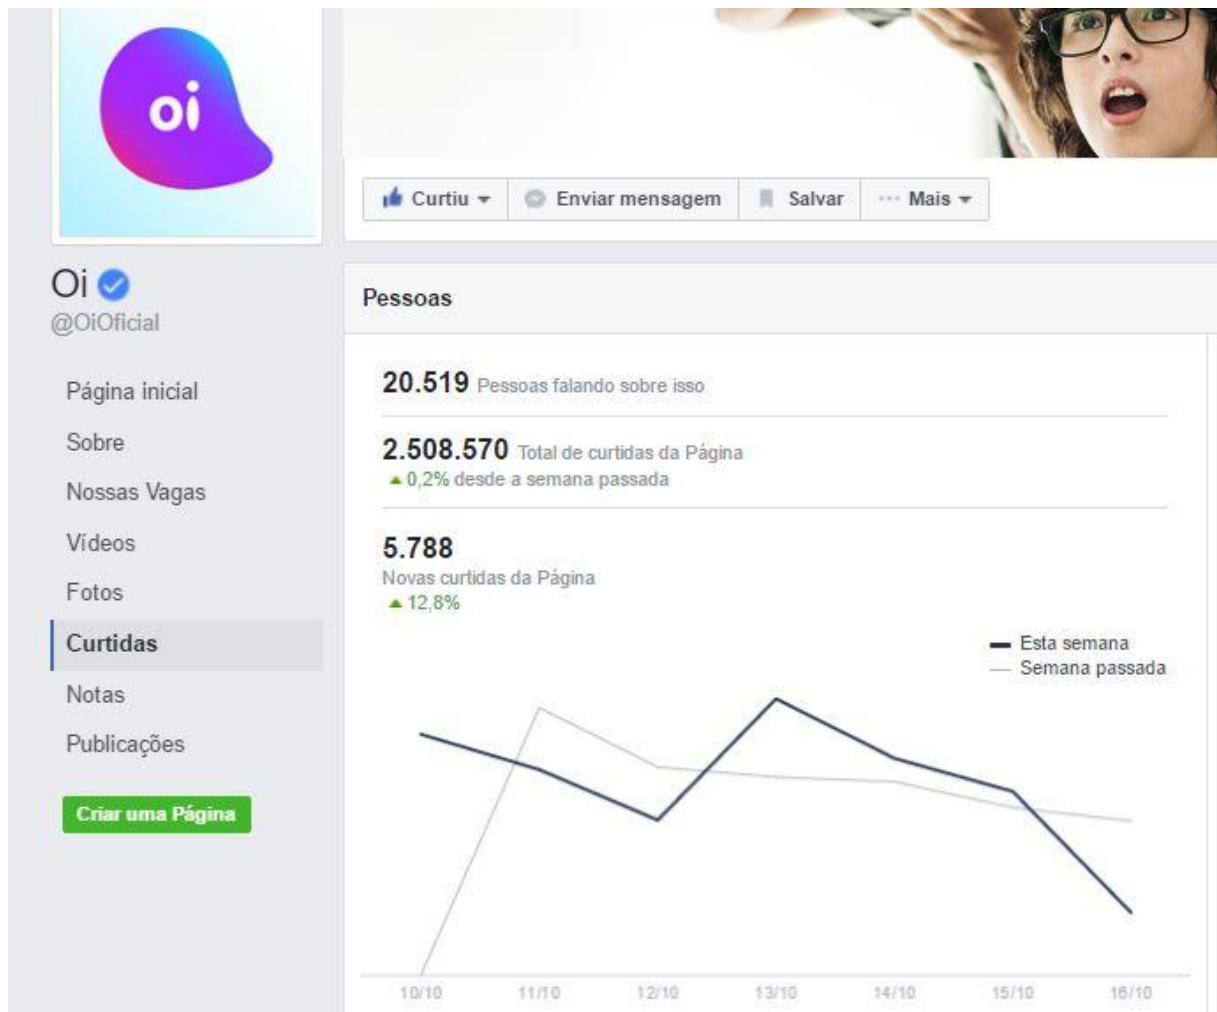 oi
Curtiu
Enviar mensagem
Salvar
Mais
Oi
@OiOficial
Página inicial
Sobre
Nossas Vagas
Vídeos
Fotos
Curtidas
Notas
Publicações
Criar uma Página
Pessoas
20.519 Pessoas falando sobre isso
2.508.570 Total de curtidas da Página
0,2% desde a semana passada
5.788
Novas curtidas da Página
12,8%
Esta semana
Semana passada
10/10 11/10 12/10 13/10 14/10 15/10 16/10